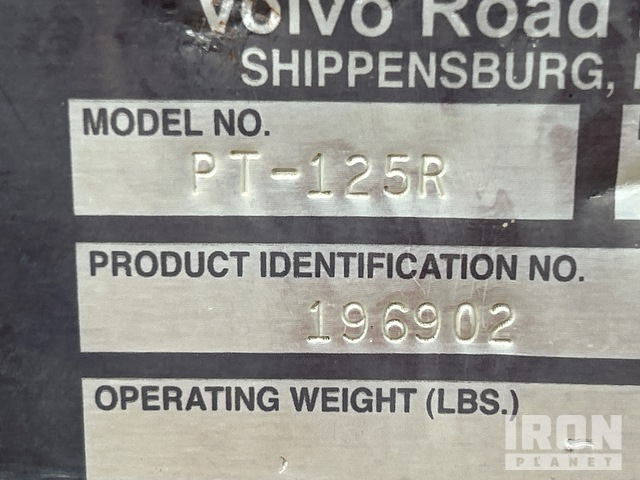 Volvo Road
SHIPPENSBURG,
MODEL NO.
PT-125R
PRODUCT IDENTIFICATION NO.
196902
OPERATING WEIGHT (LBS.)
IRON
PLANET